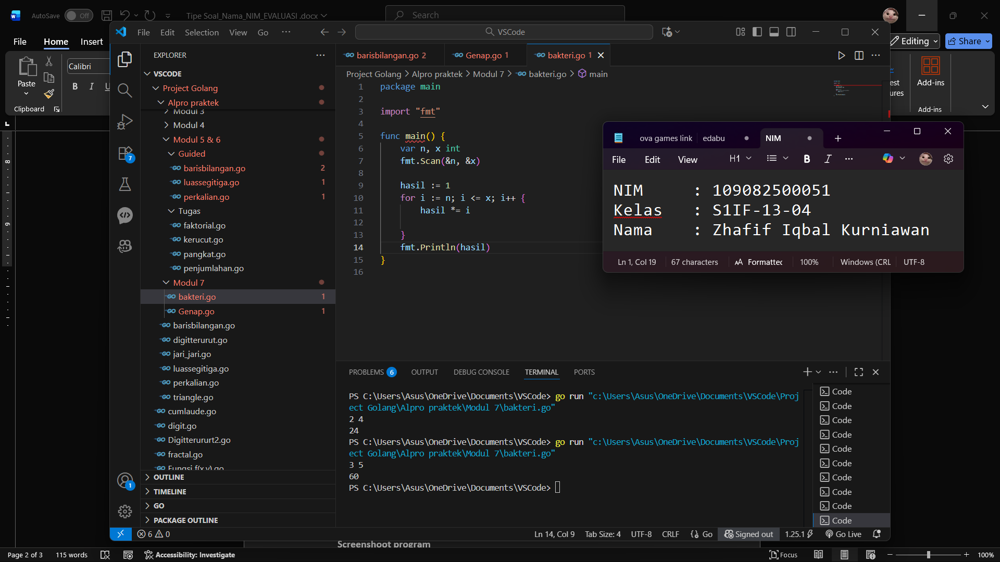 AutoSave Off Tipe Soal_Nama_NIM_EVALUASI .docx Search
File Home Insert
Editing Share
Paste
Clipboard
Calibri
B I U
Add-ins
Add-ins
File Edit Selection View Go ... VSCode
EXPLORER
VSCODE
Project Golang
Alpro praktek
Modul 3
Modul 4
Modul 5 & 6
Guided
barisbilangan.go 2
luassegitiga.go 1
perkalian.go 1
Tugas
faktorial.go
kerucut.go
pangkat.go
penjumlahan.go
Modul 7
bakteri.go 1
Genap.go 1
barisbilangan.go
digitterurut.go
jari_jari.go
luassegitiga.go
perkalian.go
triangle.go
cumlaude.go
digit.go
Digitterururt2.go
fractal.go
Fungsi f(x,y).go
OUTLINE
TIMELINE
GO
PACKAGE OUTLINE
7
1
barisbilangan.go 2 Genap.go 1 bakteri.go 1
Project Golang > Alpro praktek > Modul 7 > bakteri.go > main
1 package main
2
3 import "fmt"
4
5 func main() {
6 var n, x int
7 fmt.Scan(&n, &x)
8
9 hasil := 1
10 for i := n; i <= x; i++ {
11 hasil *= i
12
13 }
14 fmt.Println(hasil)
15 }
16
ova games link edabu NIM
File Edit View H1 B I ...
NIM : 109082500051
Kelas : S1IF-13-04
Nama : Zhafif Iqbal Kurniawan
Ln 1, Col 19 67 characters Formatted 100% Windows (CRL UTF-8
PROBLEMS 6 OUTPUT DEBUG CONSOLE TERMINAL PORTS
PS C:\Users\Asus\OneDrive\Documents\VSCode> go run "c:\Users\Asus\OneDrive\Documents\VSCode\Proj
ect Golang\Alpro praktek\Modul 7\bakteri.go"
2 4
24
PS C:\Users\Asus\OneDrive\Documents\VSCode> go run "c:\Users\Asus\OneDrive\Documents\VSCode\Proj
ect Golang\Alpro praktek\Modul 7\bakteri.go"
3 5
60
PS C:\Users\Asus\OneDrive\Documents\VSCode>
Code
Code
Code
Code
Code
Code
Code
Code
Code
Code
6 0 Ln 14, Col 9 Tab Size: 4 UTF-8 CRLF Go Signed out 1.25.1 Go Live
Screenshoot program
Page 2 of 3 115 words Accessibility: Investigate Focus 100%